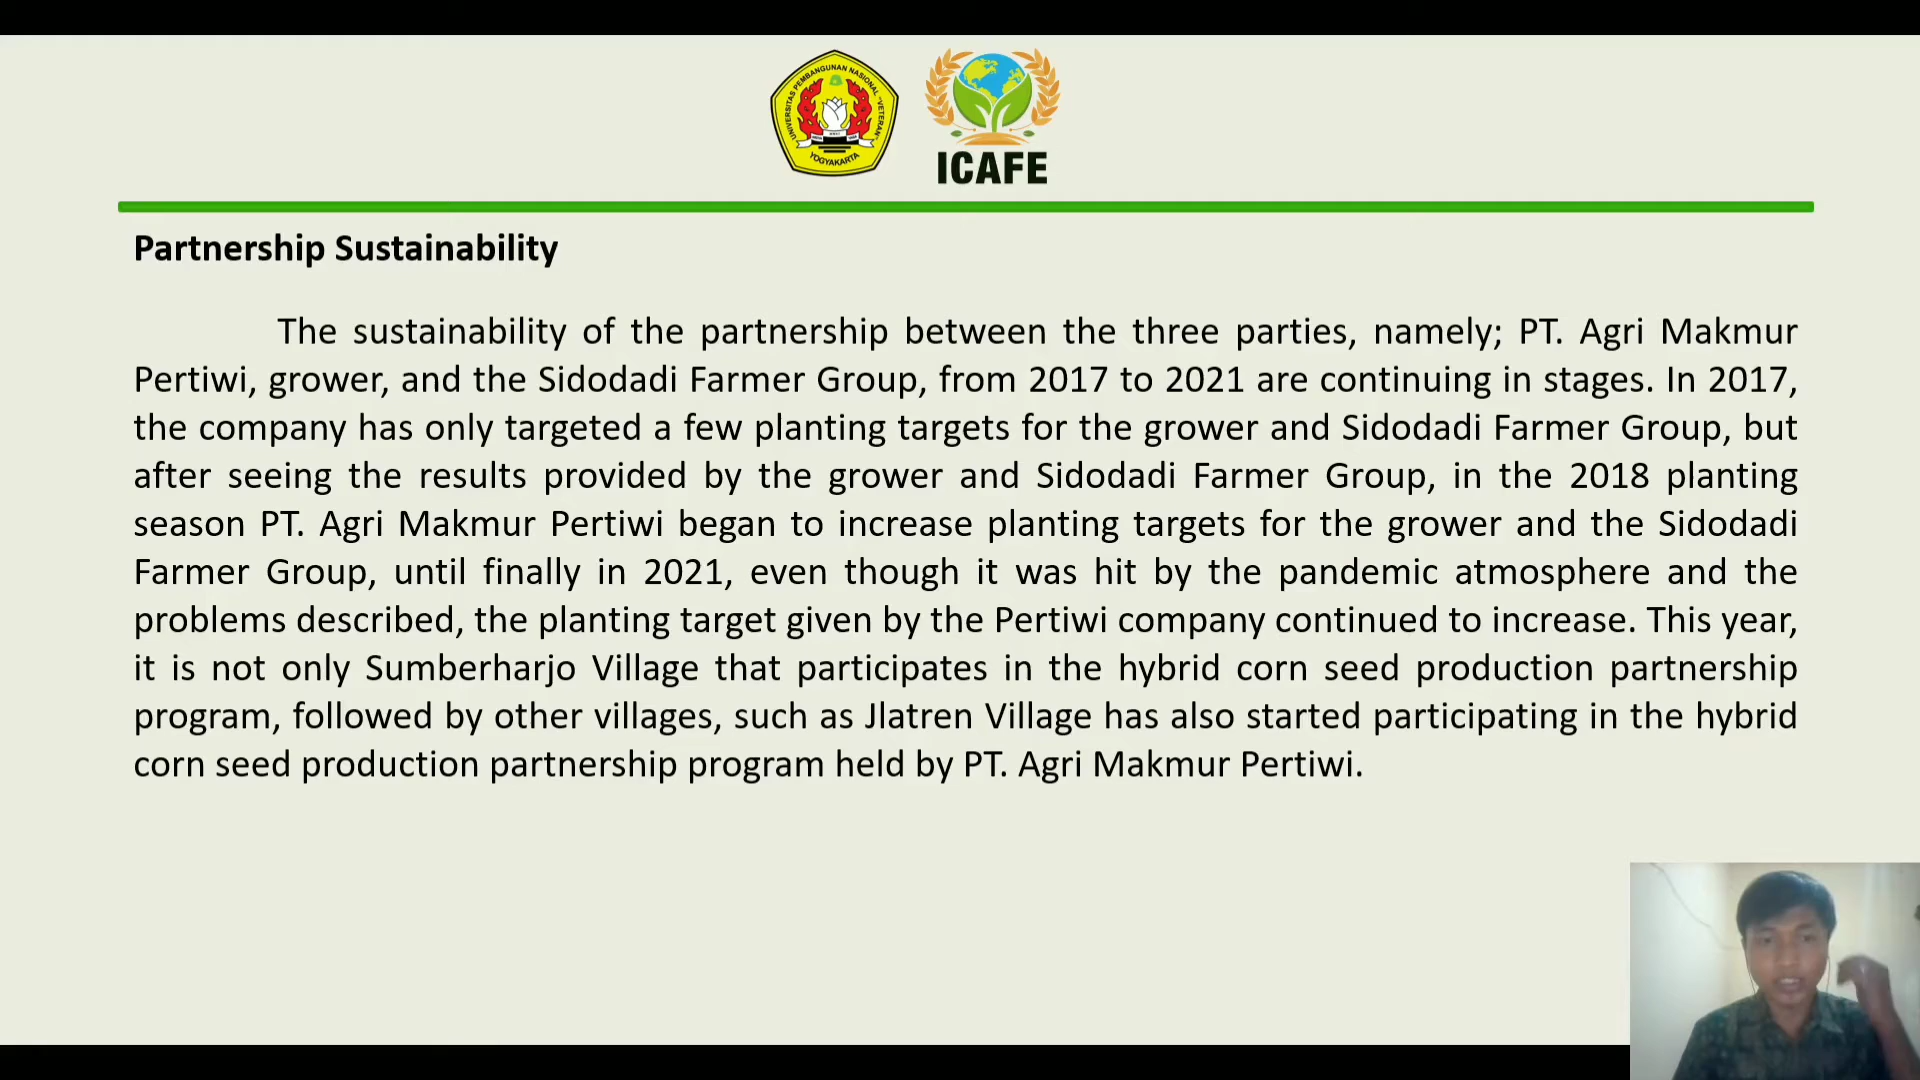 UNIVERSITAS PEMBANGUNAN NASIONAL "VETERAN"
YOGYAKARTA
ICAFE
Partnership Sustainability
The sustainability of the partnership between the three parties, namely; PT. Agri Makmur
Pertiwi, grower, and the Sidodadi Farmer Group, from 2017 to 2021 are continuing in stages. In 2017,
the company has only targeted a few planting targets for the grower and Sidodadi Farmer Group, but
after seeing the results provided by the grower and Sidodadi Farmer Group, in the 2018 planting
season PT. Agri Makmur Pertiwi began to increase planting targets for the grower and the Sidodadi
Farmer Group, until finally in 2021, even though it was hit by the pandemic atmosphere and the
problems described, the planting target given by the Pertiwi company continued to increase. This year,
it is not only Sumberharjo Village that participates in the hybrid corn seed production partnership
program, followed by other villages, such as Jlatren Village has also started participating in the hybrid
corn seed production partnership program held by PT. Agri Makmur Pertiwi.